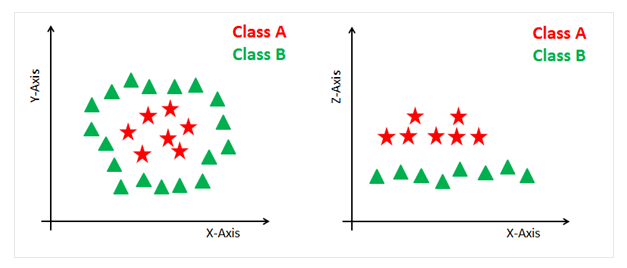 Class A
Class B
Y-Axis
X-Axis
Class A
Class B
Z-Axis
X-Axis